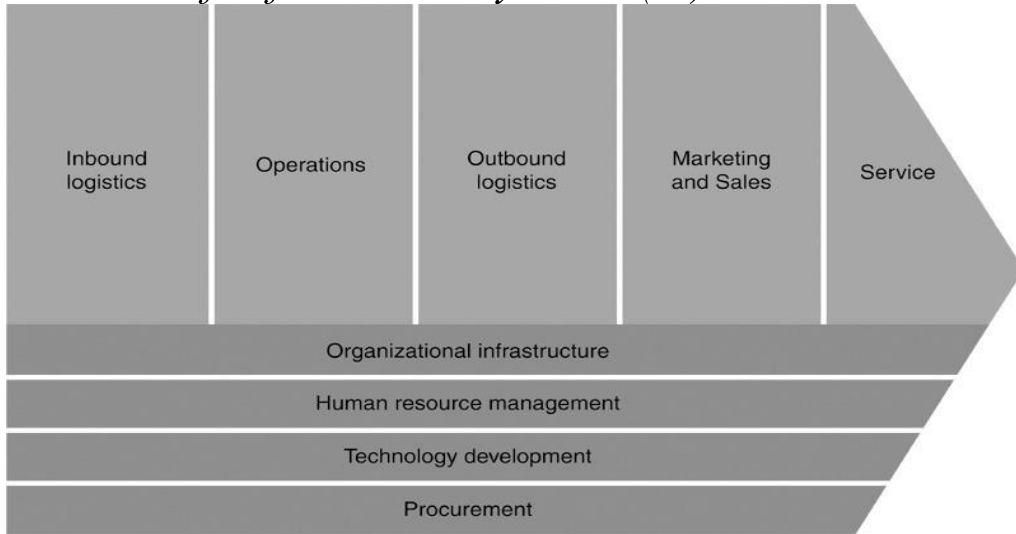 Inbound
logistics
Operations
Outbound
logistics
Marketing
and Sales
Service
Organizational infrastructure
Human resource management
Technology development
Procurement